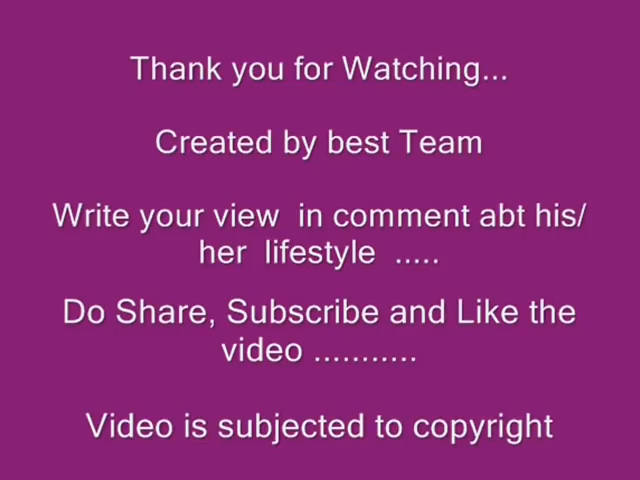 Thank you for Watching...
Created by best Team
Write your view  in comment abt his/
her  lifestyle  .....
Do Share, Subscribe and Like the
video ...........
Video is subjected to copyright